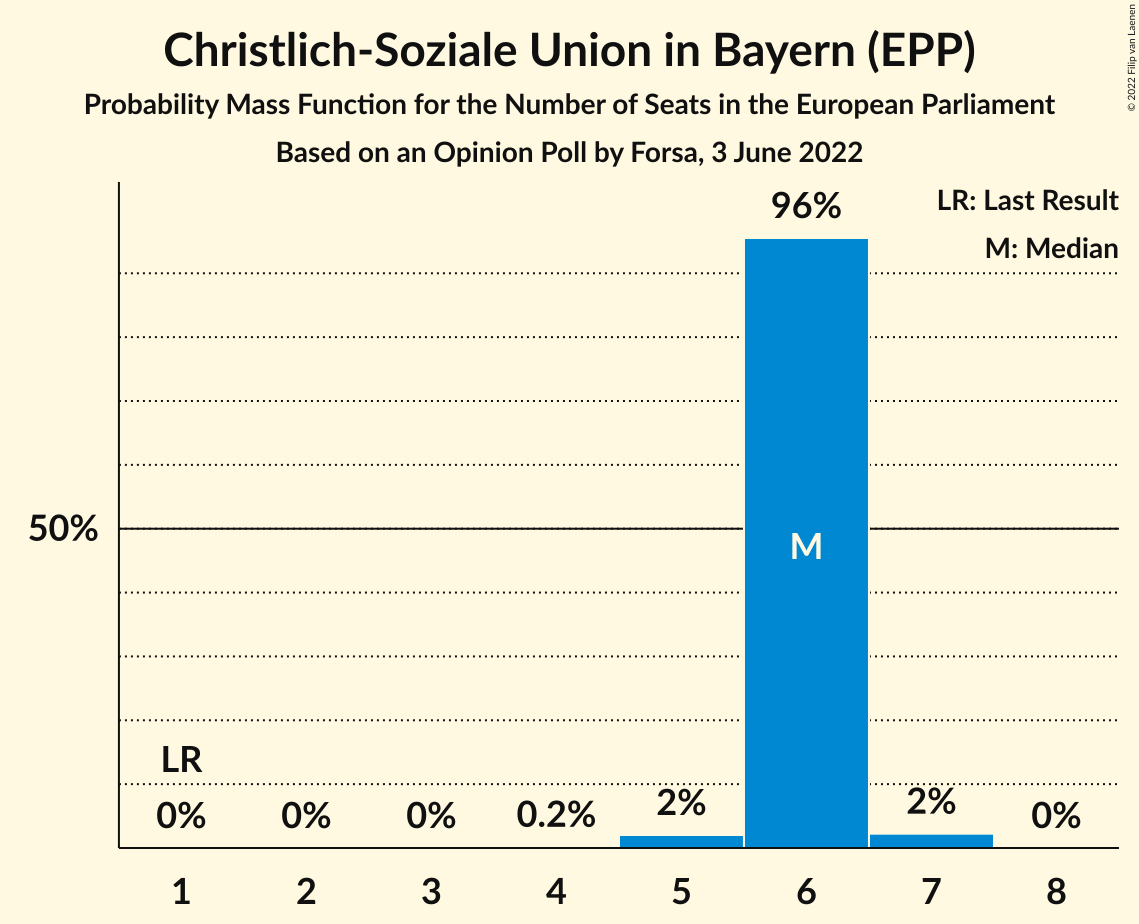 Christlich-Soziale Union in Bayern (EPP)
Probability Mass Function for the Number of Seats in the European Parliament
Based on an Opinion Poll by Forsa, 3 June 2022
© 2022 Filip van Laenen
LR: Last Result
M: Median
96%
50%
M
LR
0% 0% 0% 0.2% 2% 2% 0%
1 2 3 4 5 6 7 8